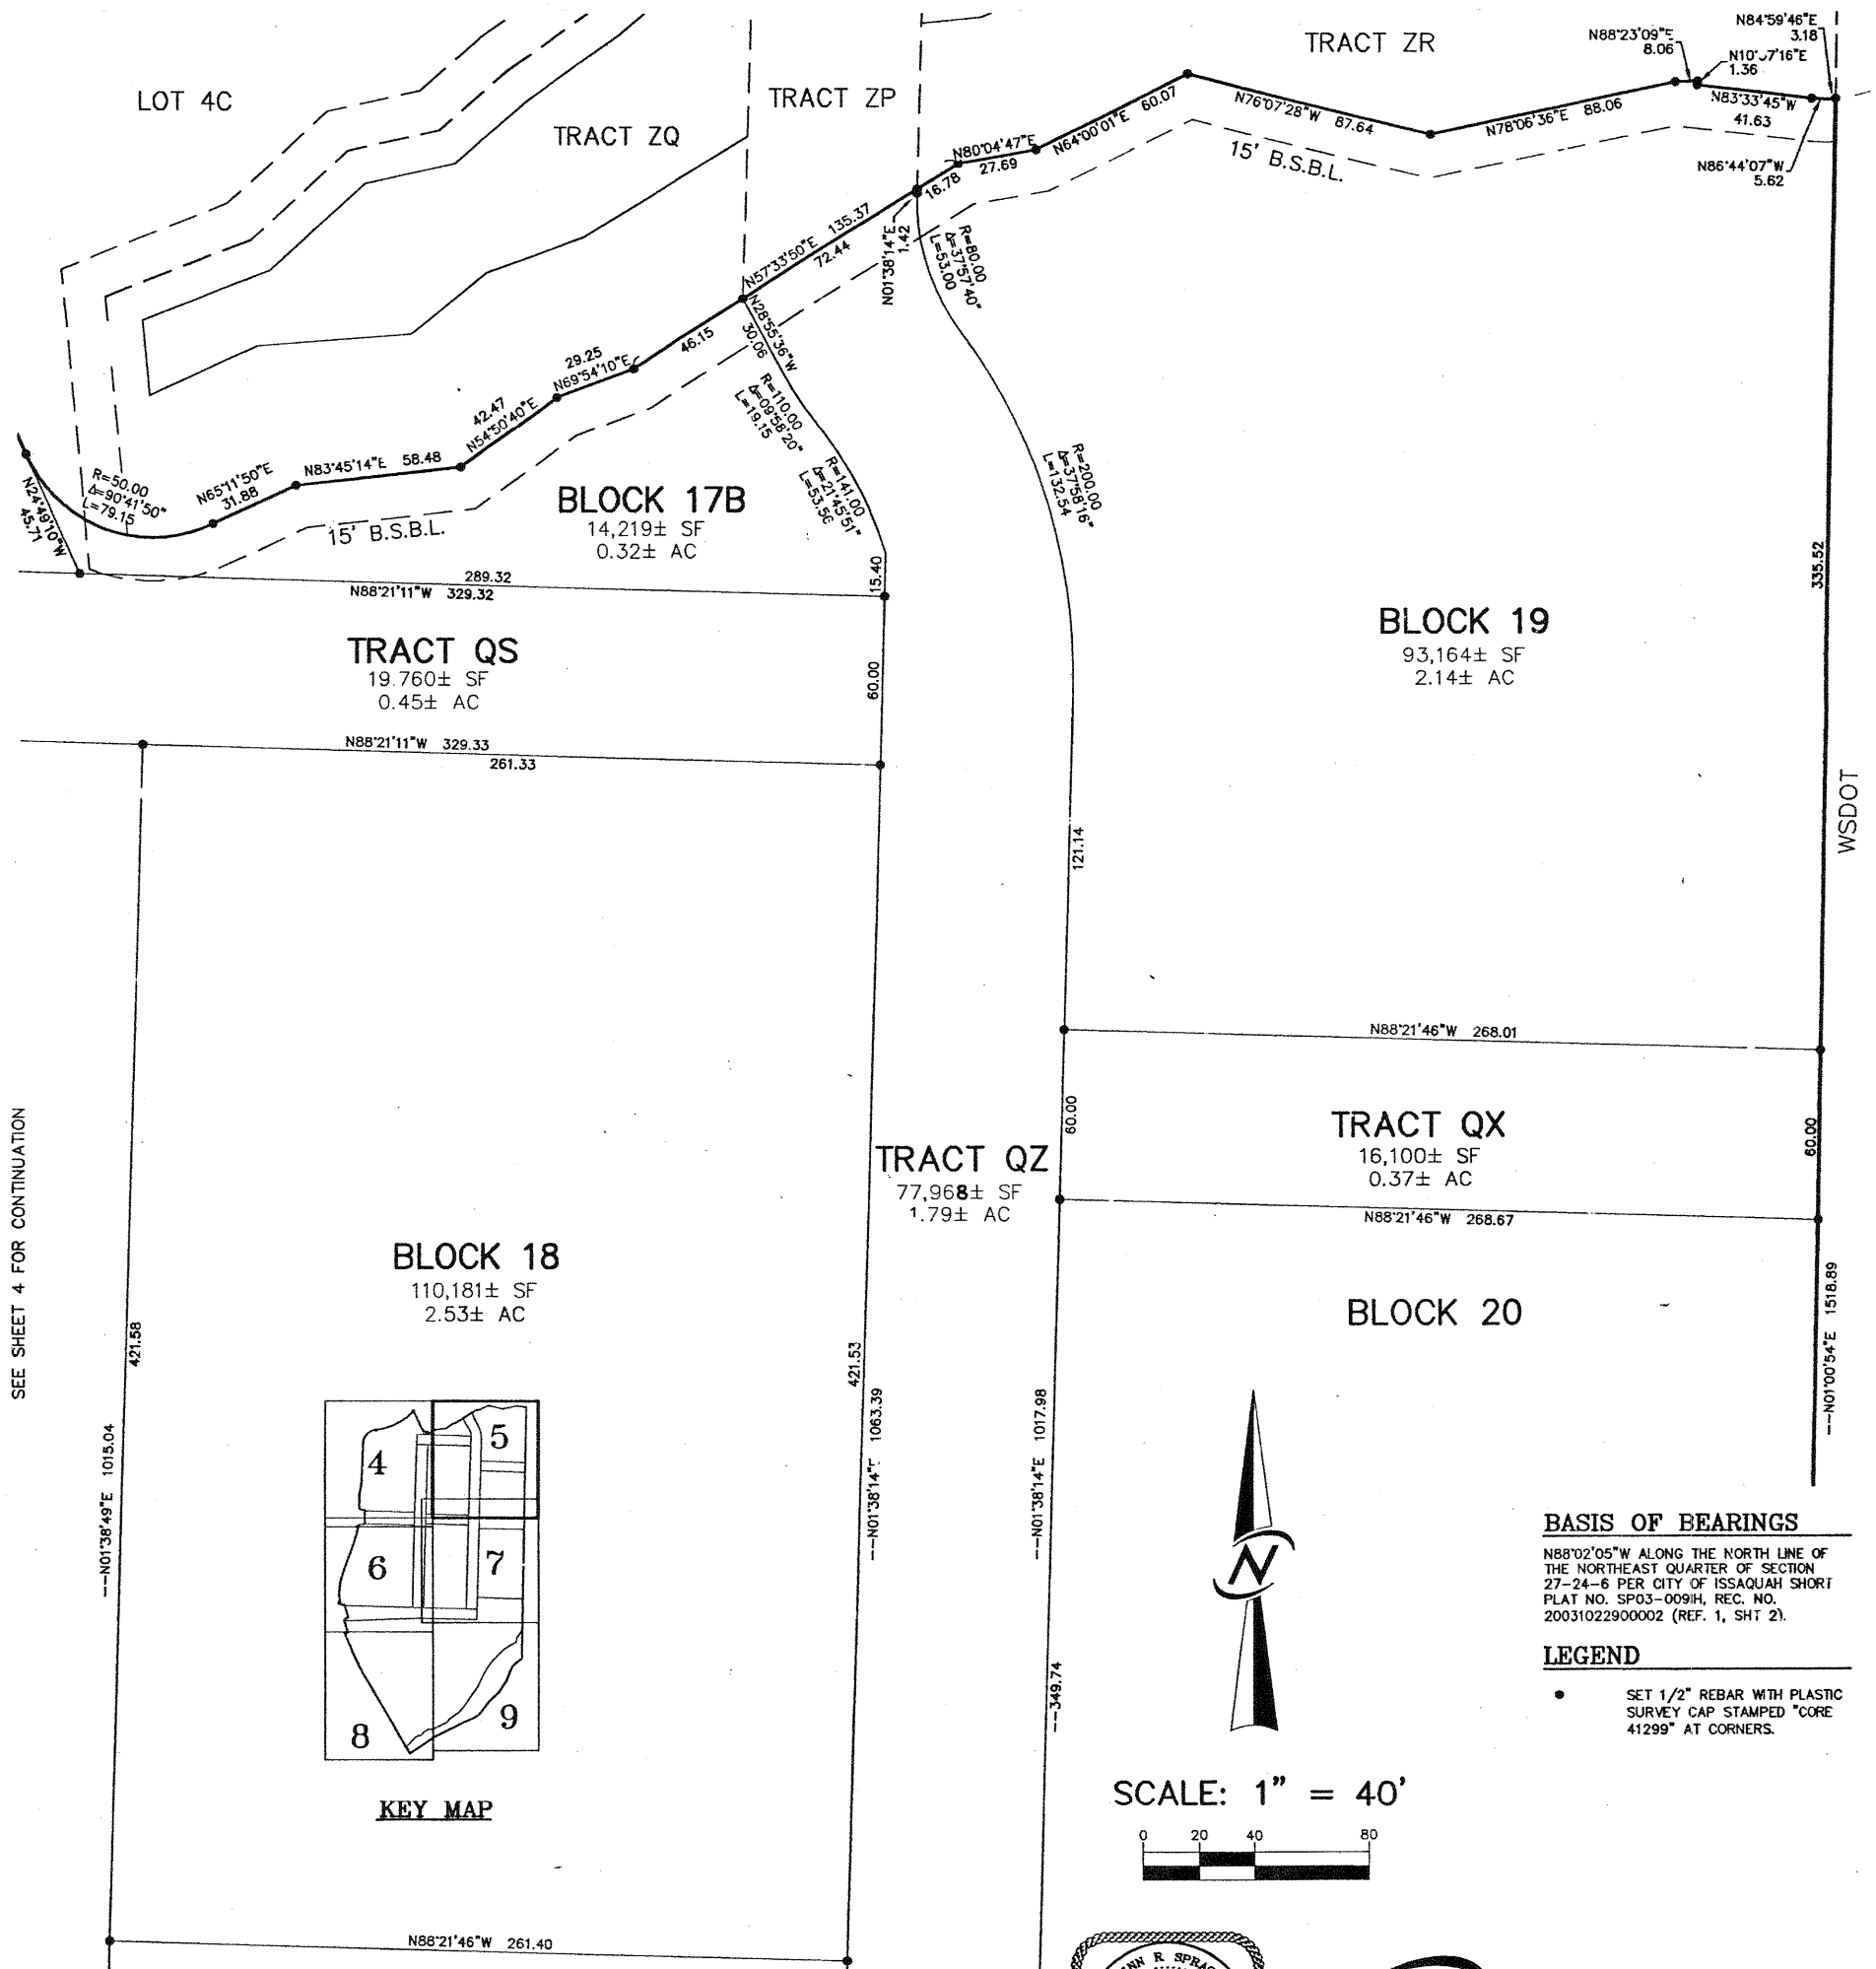 LOT 4C
TRACT ZQ
TRACT ZP
TRACT ZR
N88°23'09"E
8.06
N84°59'46"E
3.18
1.36
N83°33'45"W
41.63
N86°44'07"W
5.62
N76°07'28"W 87.64
N78°06'36"E 88.06
15' B.S.B.L.
N64°00'01"E 60.07
N80°04'47"E
27.69
16.78
N01°38'14"E
1.42
R=80.00
Δ=37°57'40"
L=53.00
N57°33'50"E 135.37
72.44
N28°55'36"W
30.06
46.15
29.25
N69°54'10"E
42.47
N54°50'40"E
N83°45'14"E 58.48
N65°11'50"E
31.88
R=50.00
Δ=90°41'50"
L=79.15
N24°49'10"W
45.71
15' B.S.B.L.
R=110.00
Δ=09°58'20"
L=19.15
R=141.00
Δ=21°45'51"
L=53.56
R=200.00
Δ=37°58'16"
L=132.54
BLOCK 17B
14,219± SF
0.32± AC
15.40
289.32
N88°21'11"W 329.32
TRACT QS
19.760± SF
0.45± AC
60.00
N88°21'11"W 329.33
261.33
BLOCK 19
93,164± SF
2.14± AC
335.52
WSDOT
121.14
N88°21'46"W 268.01
TRACT QX
16,100± SF
0.37± AC
60.00
60.00
N88°21'46"W 268.67
TRACT QZ
77,968± SF
1.79± AC
BLOCK 18
110,181± SF
2.53± AC
BLOCK 20
SEE SHEET 4 FOR CONTINUATION
421.58
--N01°38'49"E 1015.04
421.53
--N01°38'14"E 1063.39
--N01°38'14"E 1017.98
--349.74
--N01°00'54"E 1518.89
4
5
6
7
8
9
KEY MAP
N88°21'46"W 261.40
N
SCALE: 1" = 40'
0 20 40 80
BASIS OF BEARINGS
N88°02'05"W ALONG THE NORTH LINE OF
THE NORTHEAST QUARTER OF SECTION
27-24-6 PER CITY OF ISSAQUAH SHORT
PLAT NO. SP03-009IH, REC. NO.
20031022900002 (REF. 1, SHT 2).
LEGEND
SET 1/2" REBAR WITH PLASTIC
SURVEY CAP STAMPED "CORE
41299" AT CORNERS.